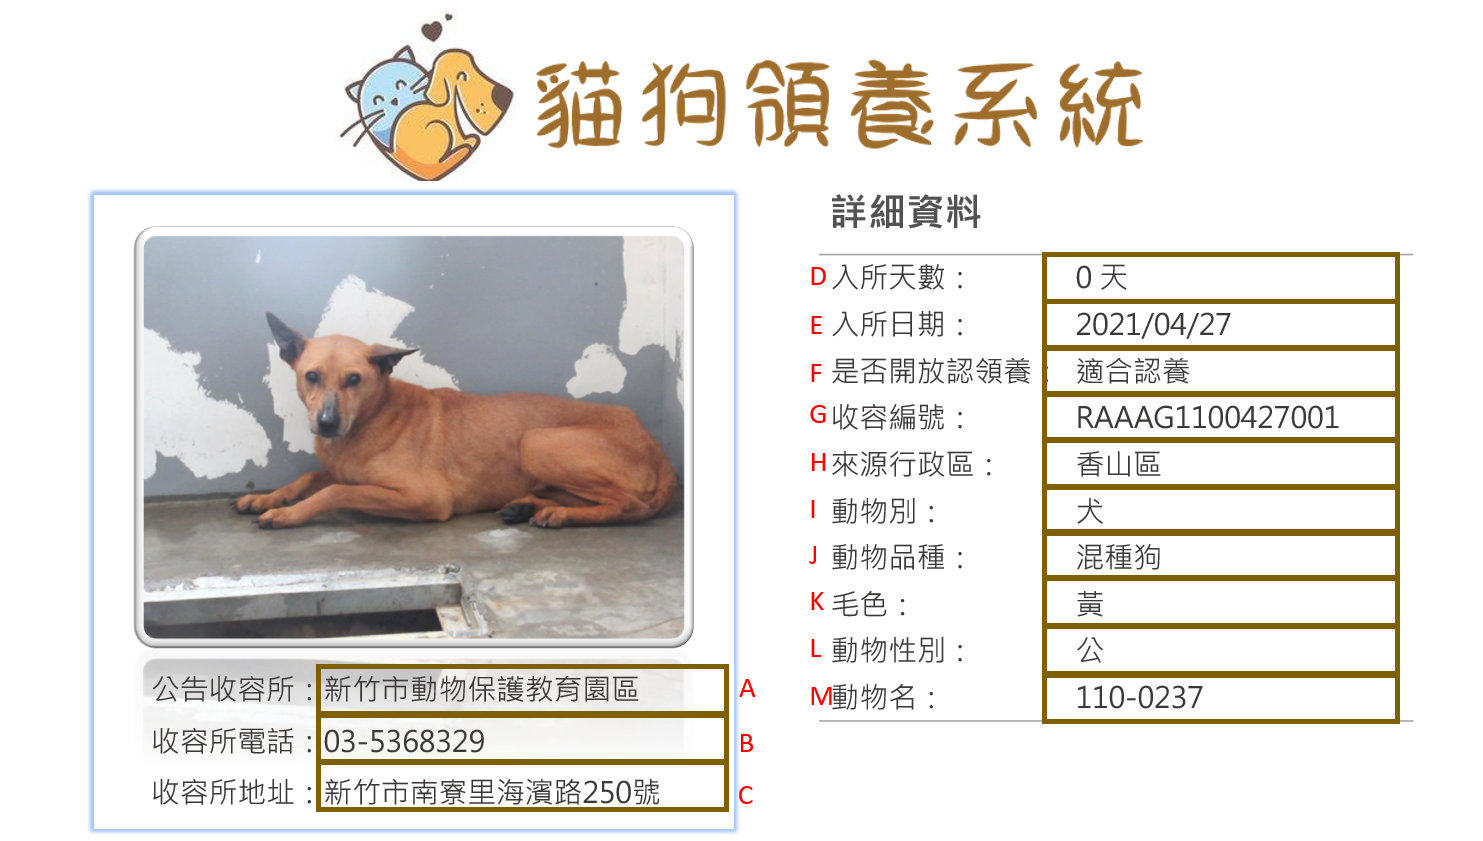 貓狗領養系統
公告收容所：新竹市動物保護教育園區 A
收容所電話：03-5368329 B
收容所地址：新竹市南寮里海濱路250號 C
詳細資料
D 入所天數： 0 天
E 入所日期： 2021/04/27
F 是否開放認領養： 適合認養
G 收容編號： RAAAG1100427001
H 來源行政區： 香山區
I 動物別： 犬
J 動物品種： 混種狗
K 毛色： 黃
L 動物性別： 公
M 動物名： 110-0237